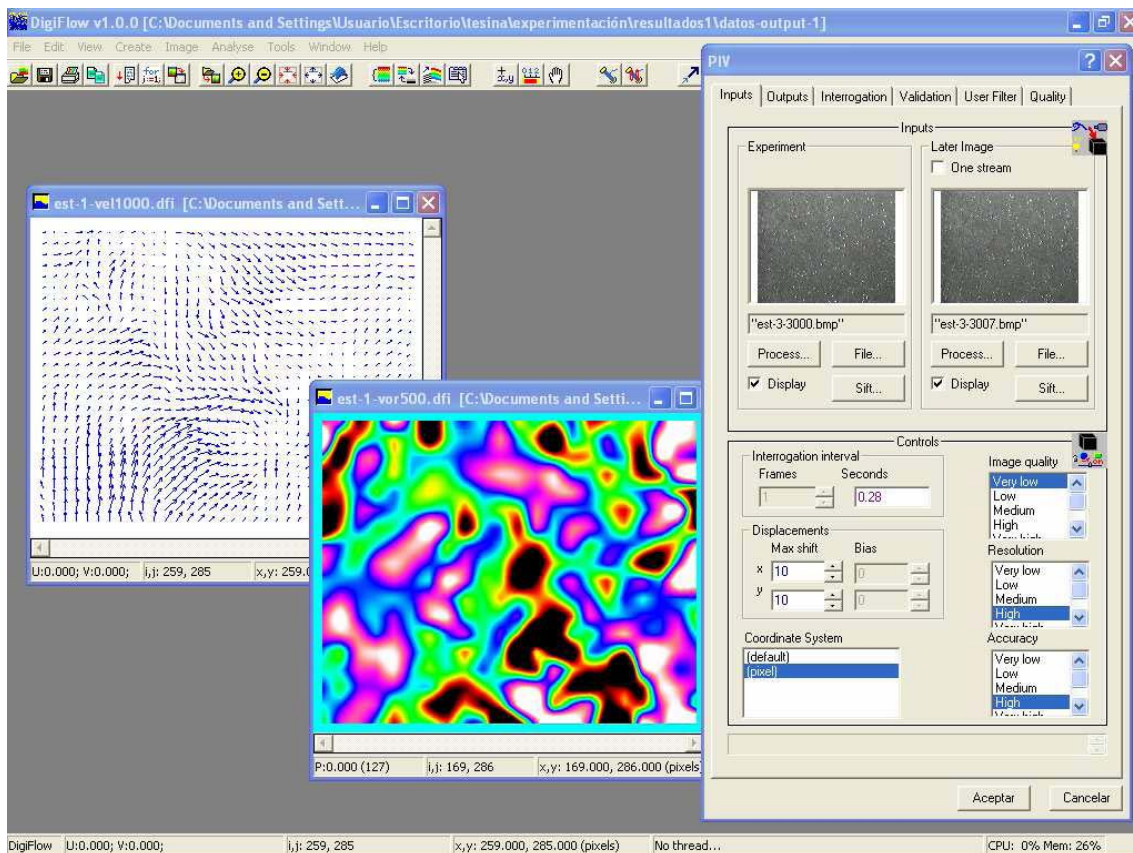 DigiFlow v1.0.0 [C:\Documents and Settings\Usuario\Escritorio\tesina\experimentación\resultados1\datos-output-1]
File Edit View Create Image Analyse Tools Window Help
est-1-vel1000.dfi [C:\Documents and Sett...
U:0.000; V:0.000; i,j: 259, 285 x,y: 259.0
est-1-vor500.dfi [C:\Documents and Setti...
P:0.000 (127) i,j: 169, 286 x,y: 169.000, 286.000 (pixels)
PIV
Inputs Outputs Interrogation Validation User Filter Quality
Inputs
Experiment
Later Image
One stream
"est-3-3000.bmp"
"est-3-3007.bmp"
Process... File...
Process... File...
Display Sift...
Display Sift...
Controls
Interrogation interval
Frames Seconds
1 0.28
Displacements
Max shift Bias
x 10 0
y 10 0
Coordinate System
(default)
(pixel)
Image quality
Very low
Low
Medium
High
Very high
Resolution
Very low
Low
Medium
High
Very high
Accuracy
Very low
Low
Medium
High
Very high
Aceptar Cancelar
DigiFlow U:0.000; V:0.000; i,j: 259, 285 x,y: 259.000, 285.000 (pixels) No thread... CPU: 0% Mem: 26%